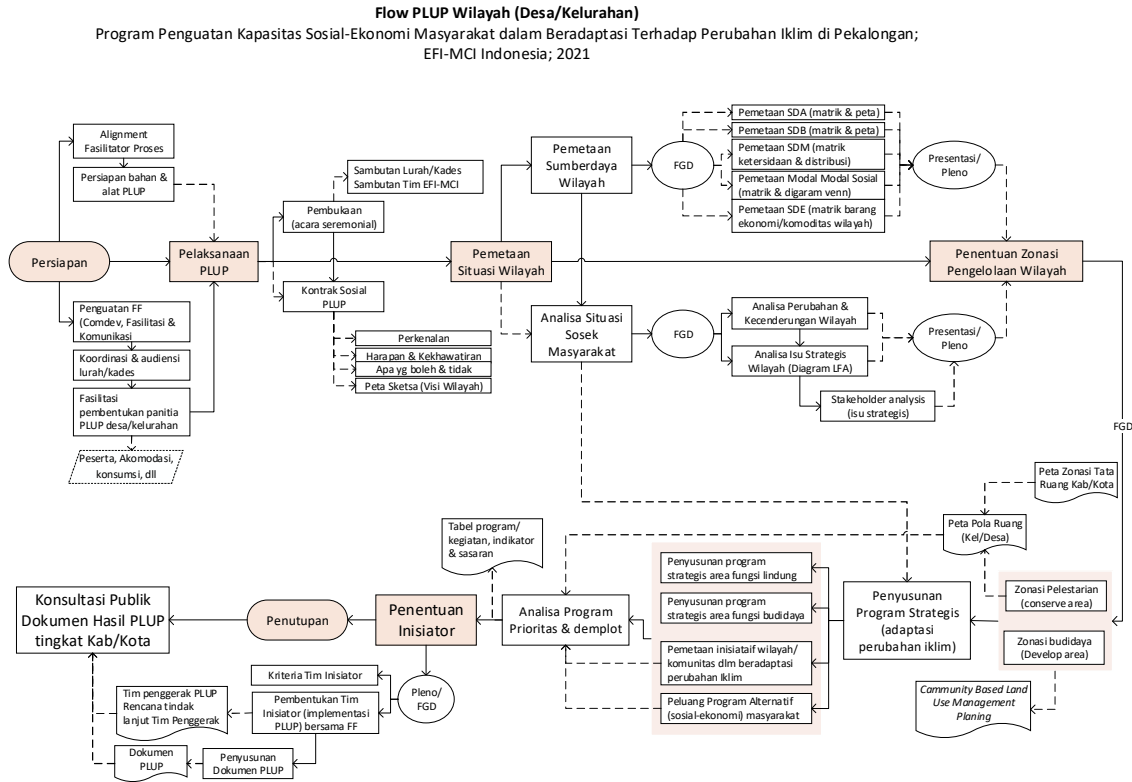 Flow PLUP Wilayah (Desa/Kelurahan)
Program Penguatan Kapasitas Sosial-Ekonomi Masyarakat dalam Beradaptasi Terhadap Perubahan Iklim di Pekalongan;
EFI-MCI Indonesia; 2021
Alignment
Fasilitator Proses
Persiapan bahan &
alat PLUP
Persiapan
Penguatan FF
(Comdev, Fasilitasi &
Komunikasi
Koordinasi & audiensi
lurah/kades
Fasilitasi
pembentukan panitia
PLUP desa/kelurahan
Peserta, Akomodasi,
konsumsi, dll
Pelaksanaan
PLUP
Sambutan Lurah/Kades
Sambutan Tim EFI-MCI
Pembukaan
(acara seremonial)
Kontrak Sosial
PLUP
Perkenalan
Harapan & Kekhawatiran
Apa yg boleh & tidak
Peta Sketsa (Visi Wilayah)
Pemetaan
Situasi Wilayah
Pemetaan
Sumberdaya
Wilayah
FGD
Pemetaan SDA (matrik & peta)
Pemetaan SDB (matrik & peta)
Pemetaan SDM (matrik
ketersidaan & distribusi)
Pemetaan Modal Modal Sosial
(matrik & digaram venn)
Pemetaan SDE (matrik barang
ekonomi/komoditas wilayah)
Presentasi/
Pleno
Analisa Situasi
Sosek
Masyarakat
FGD
Analisa Perubahan &
Kecenderungan Wilayah
Analisa Isu Strategis
Wilayah (Diagram LFA)
Stakeholder analysis
(isu strategis)
Presentasi/
Pleno
Penentuan Zonasi
Pengelolaan Wilayah
FGD
Peta Zonasi Tata
Ruang Kab/Kota
Peta Pola Ruang
(Kel/Desa)
Zonasi Pelestarian
(conserve area)
Zonasi budidaya
(Develop area)
Community Based Land
Use Management
Planing
Penyusunan
Program Strategis
(adaptasi
perubahan iklim)
Penyusunan program
strategis area fungsi lindung
Penyusunan program
strategis area fungsi budidaya
Pemetaan inisiataif wilayah/
komunitas dlm beradaptasi
perubahan Iklim
Peluang Program Alternatif
(sosial-ekonomi) masyarakat
Analisa Program
Prioritas & demplot
Tabel program/
kegiatan, indikator
& sasaran
Penentuan
Inisiator
Pleno/
FGD
Kriteria Tim Inisiator
Pembentukan Tim
Inisiator (implementasi
PLUP) bersama FF
Penyusunan
Dokumen PLUP
Dokumen
PLUP
Tim penggerak PLUP
Rencana tindak
lanjut Tim Penggerak
Penutupan
Konsultasi Publik
Dokumen Hasil PLUP
tingkat Kab/Kota